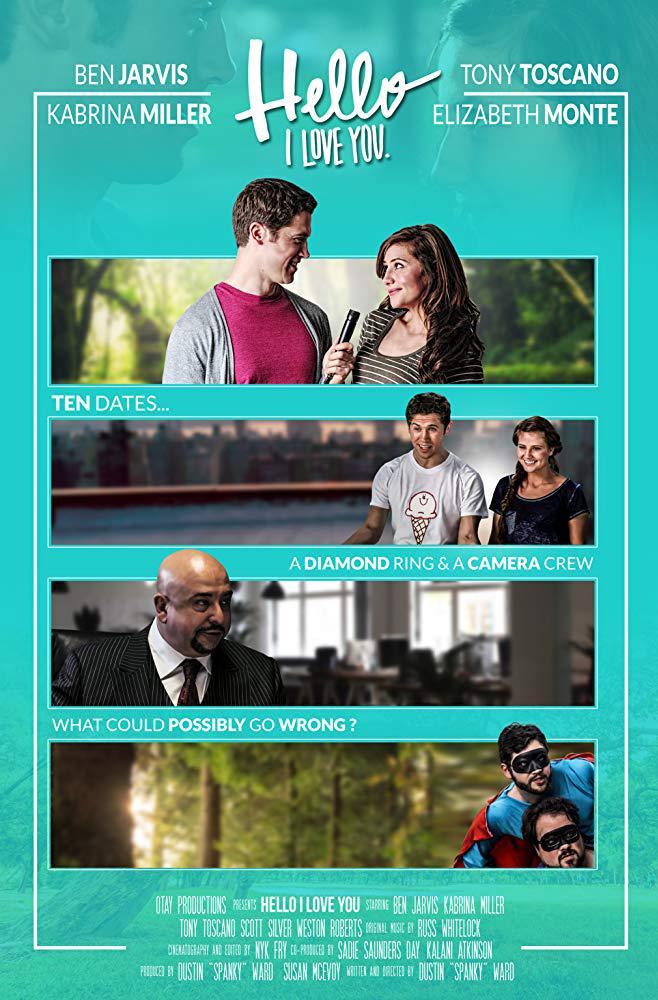 BEN JARVIS
KABRINA MILLER
Hello
I LOVE YOU.
TONY TOSCANO
ELIZABETH MONTE
TEN DATES...
A DIAMOND RING & A CAMERA CREW
WHAT COULD POSSIBLY GO WRONG ?
OTAY PRODUCTIONS PRESENTS HELLO I LOVE YOU STARRING BEN JARVIS KABRINA MILLER
TONY TOSCANO SCOTT SILVER WESTON ROBERTS ORIGINAL MUSIC BY RUSS WHITELOCK
CINEMATOGRAPHY AND EDITED BY NYK FRY CO-PRODUCED BY SADIE SAUNDERS DAY KALANI ATKINSON
PRODUCED BY DUSTIN "SPANKY" WARD SUSAN MCEVOY WRITTEN AND DIRECTED BY DUSTIN "SPANKY" WARD